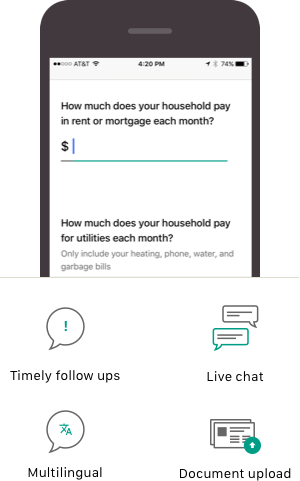 AT&T 4:20 PM 74%
How much does your household pay
in rent or mortgage each month?
$
How much does your household pay
for utilities each month?
Only include your heating, phone, water, and
garbage bills
!
Timely follow ups
Live chat
文A
Multilingual
Document upload